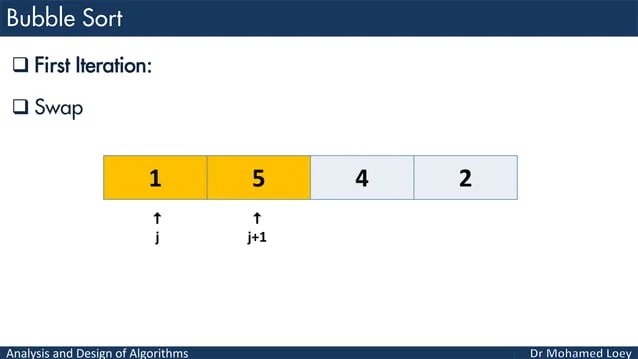 Bubble Sort
First Iteration:
Swap
1 5 4 2
↑ ↑
j j+1
Analysis and Design of Algorithms Dr Mohamed Loey